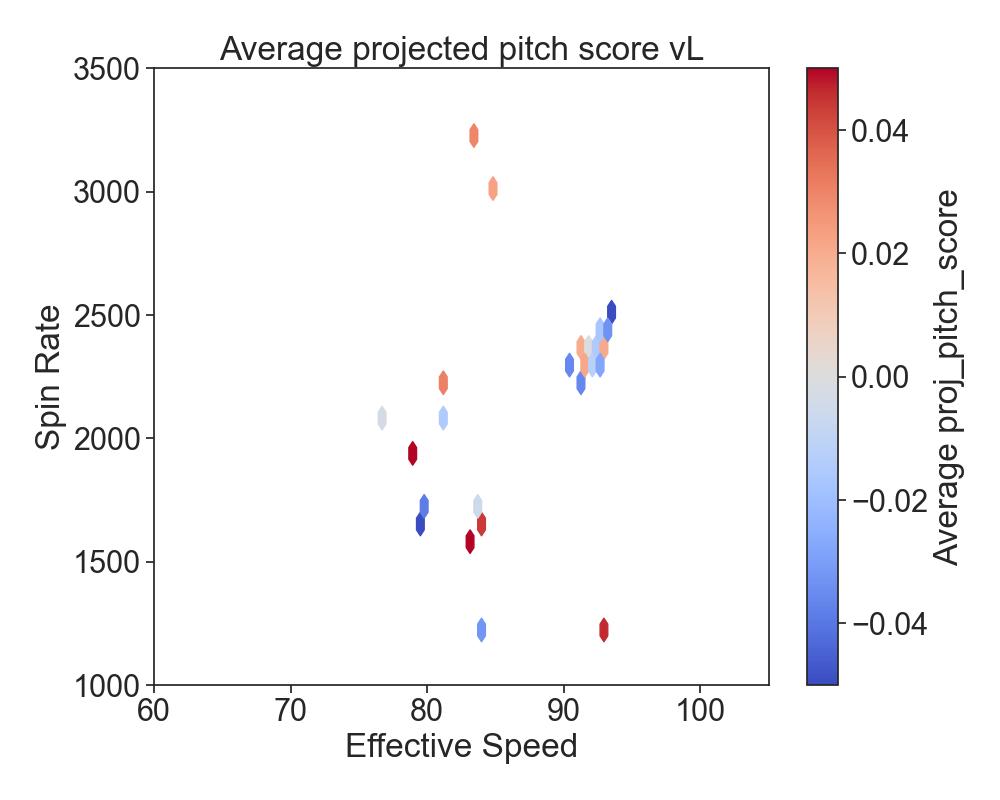 Average projected pitch score vL
3500
3000
2500
2000
1500
1000
Spin Rate
60 70 80 90 100
Effective Speed
0.04
0.02
0.00
−0.02
−0.04
Average proj_pitch_score